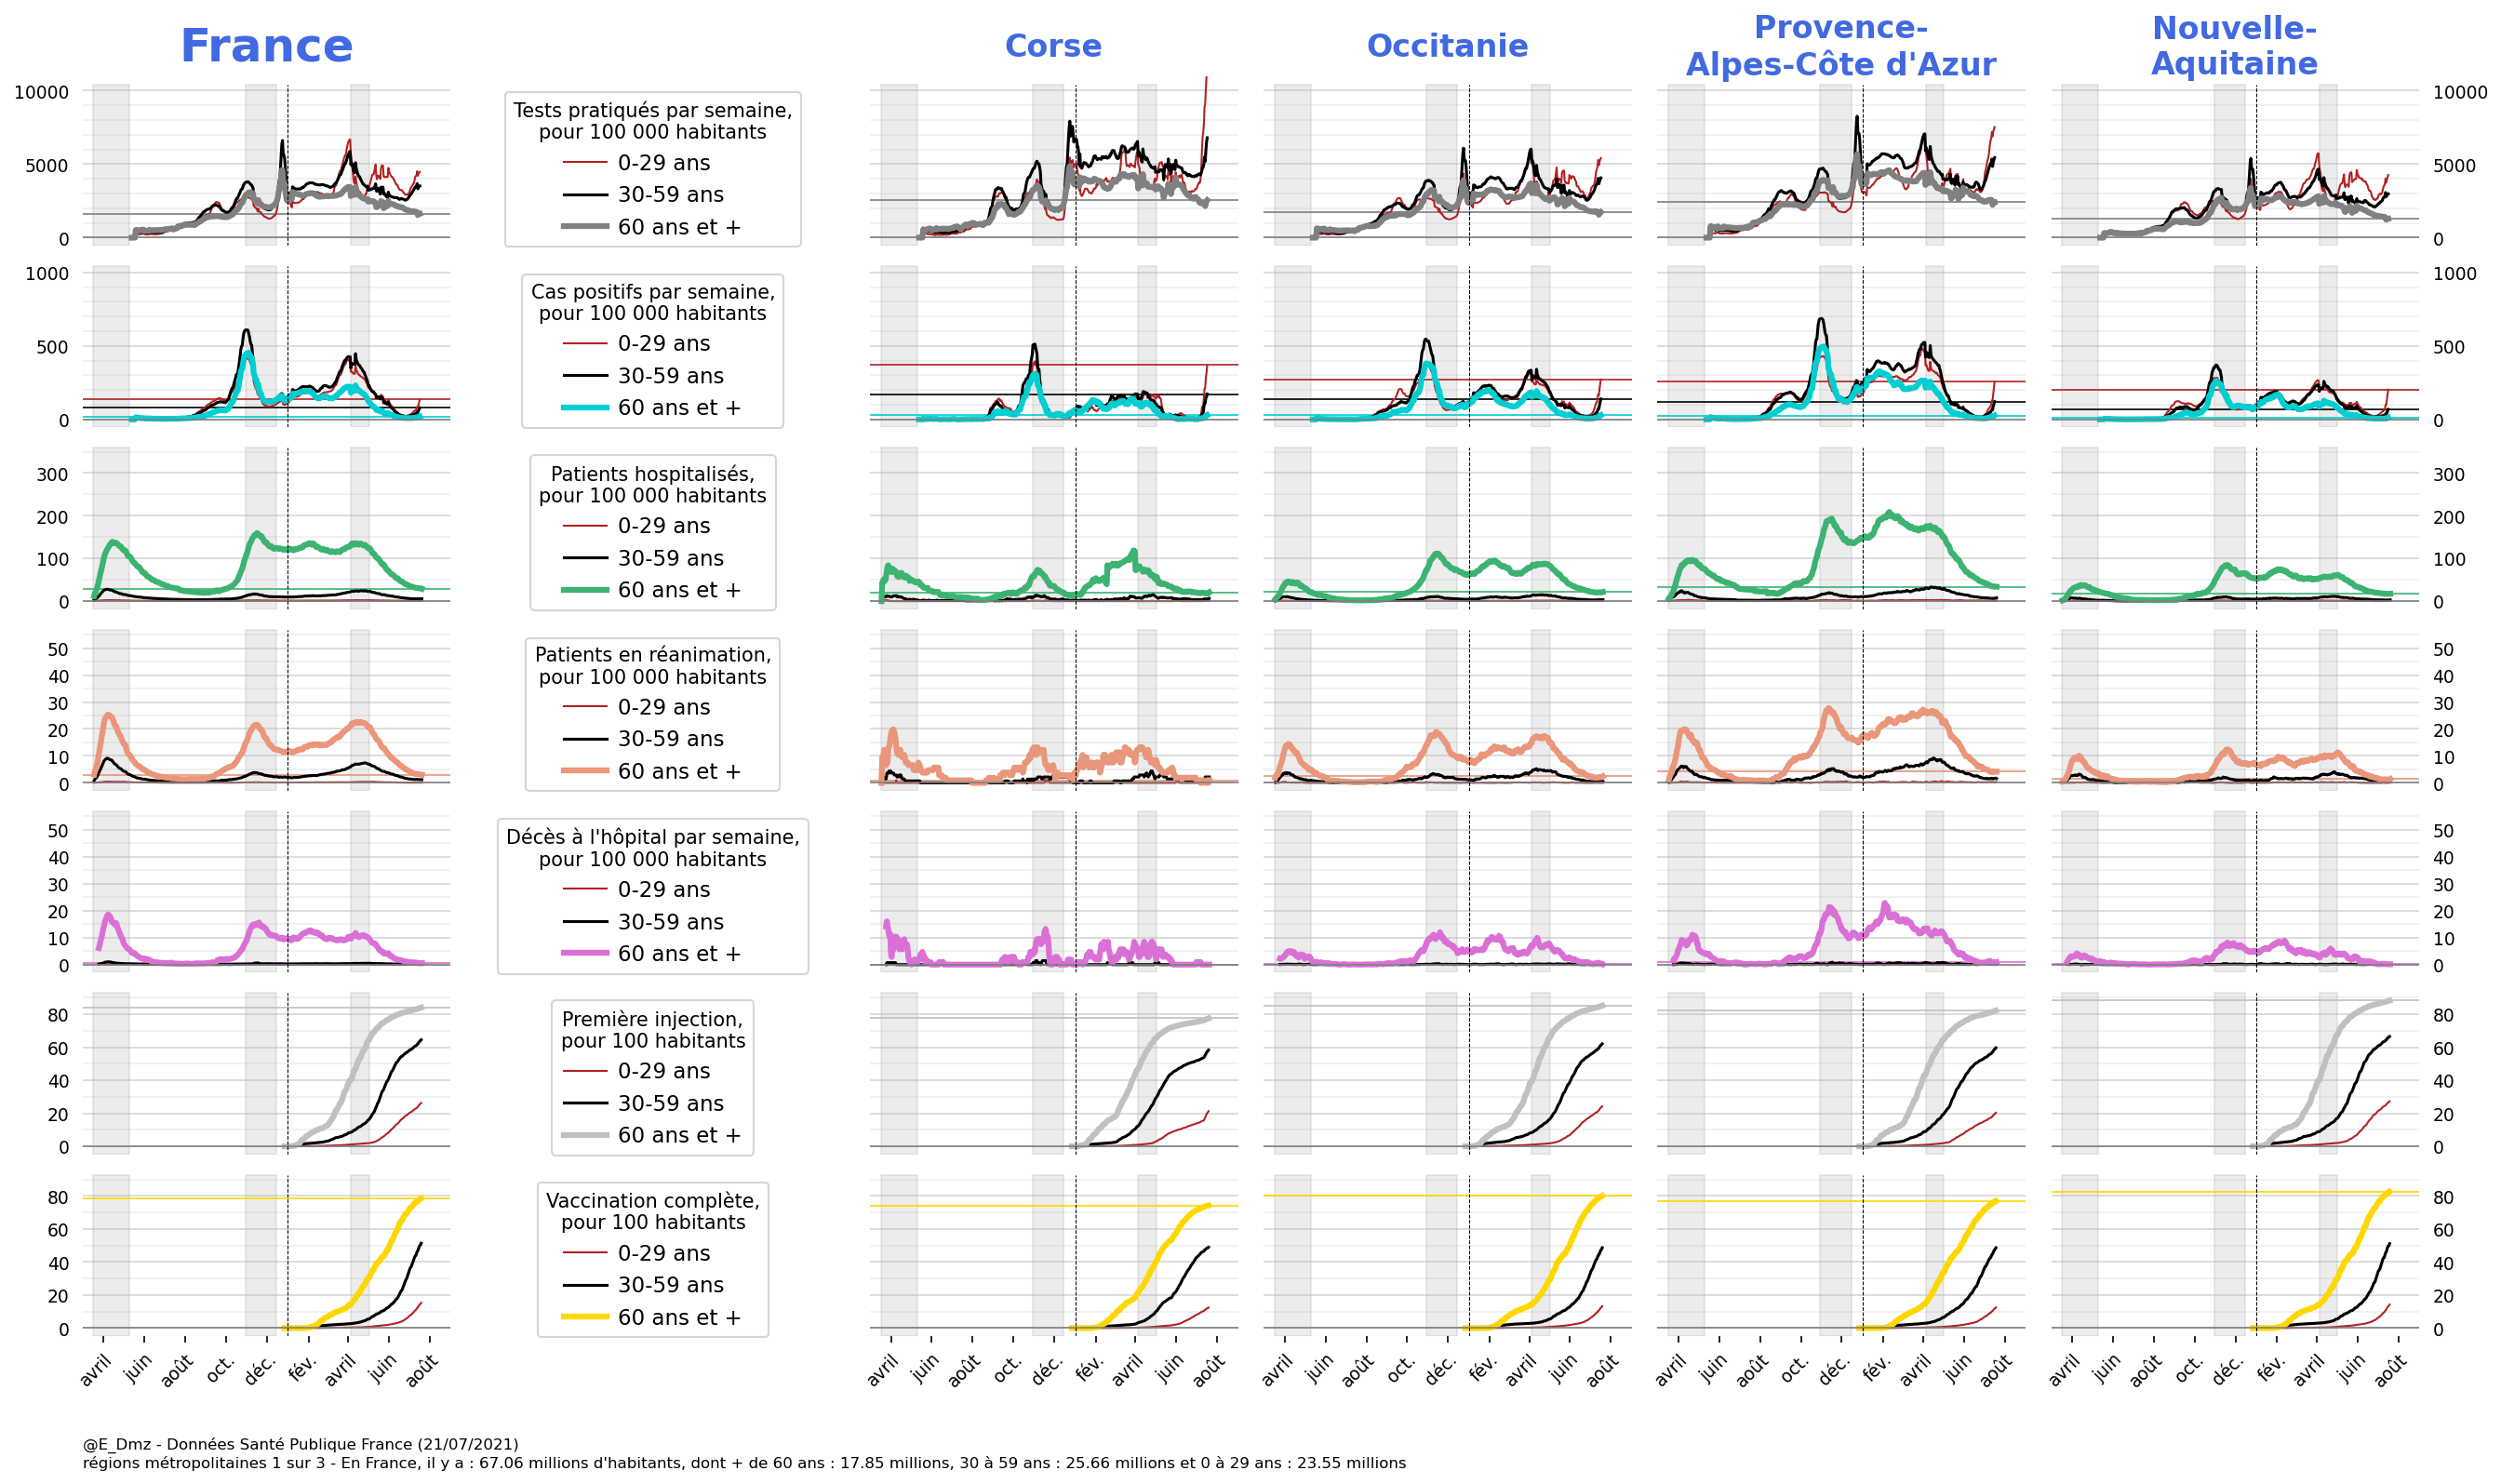 France
Corse
Occitanie
Provence-
Alpes-Côte d'Azur
Nouvelle-
Aquitaine
10000
5000
0
Tests pratiqués par semaine,
pour 100 000 habitants
0-29 ans
30-59 ans
60 ans et +
10000
5000
0
1000
500
0
Cas positifs par semaine,
pour 100 000 habitants
0-29 ans
30-59 ans
60 ans et +
1000
500
0
300
200
100
0
Patients hospitalisés,
pour 100 000 habitants
0-29 ans
30-59 ans
60 ans et +
300
200
100
0
50
40
30
20
10
0
Patients en réanimation,
pour 100 000 habitants
0-29 ans
30-59 ans
60 ans et +
50
40
30
20
10
0
50
40
30
20
10
0
Décès à l'hôpital par semaine,
pour 100 000 habitants
0-29 ans
30-59 ans
60 ans et +
50
40
30
20
10
0
80
60
40
20
0
Première injection,
pour 100 habitants
0-29 ans
30-59 ans
60 ans et +
80
60
40
20
0
80
60
40
20
0
Vaccination complète,
pour 100 habitants
0-29 ans
30-59 ans
60 ans et +
80
60
40
20
0
avril juin août oct. déc. fév. avril juin août
avril juin août oct. déc. fév. avril juin août
avril juin août oct. déc. fév. avril juin août
avril juin août oct. déc. fév. avril juin août
avril juin août oct. déc. fév. avril juin août
@E_Dmz - Données Santé Publique France (21/07/2021)
régions métropolitaines 1 sur 3 - En France, il y a : 67.06 millions d'habitants, dont + de 60 ans : 17.85 millions, 30 à 59 ans : 25.66 millions et 0 à 29 ans : 23.55 millions